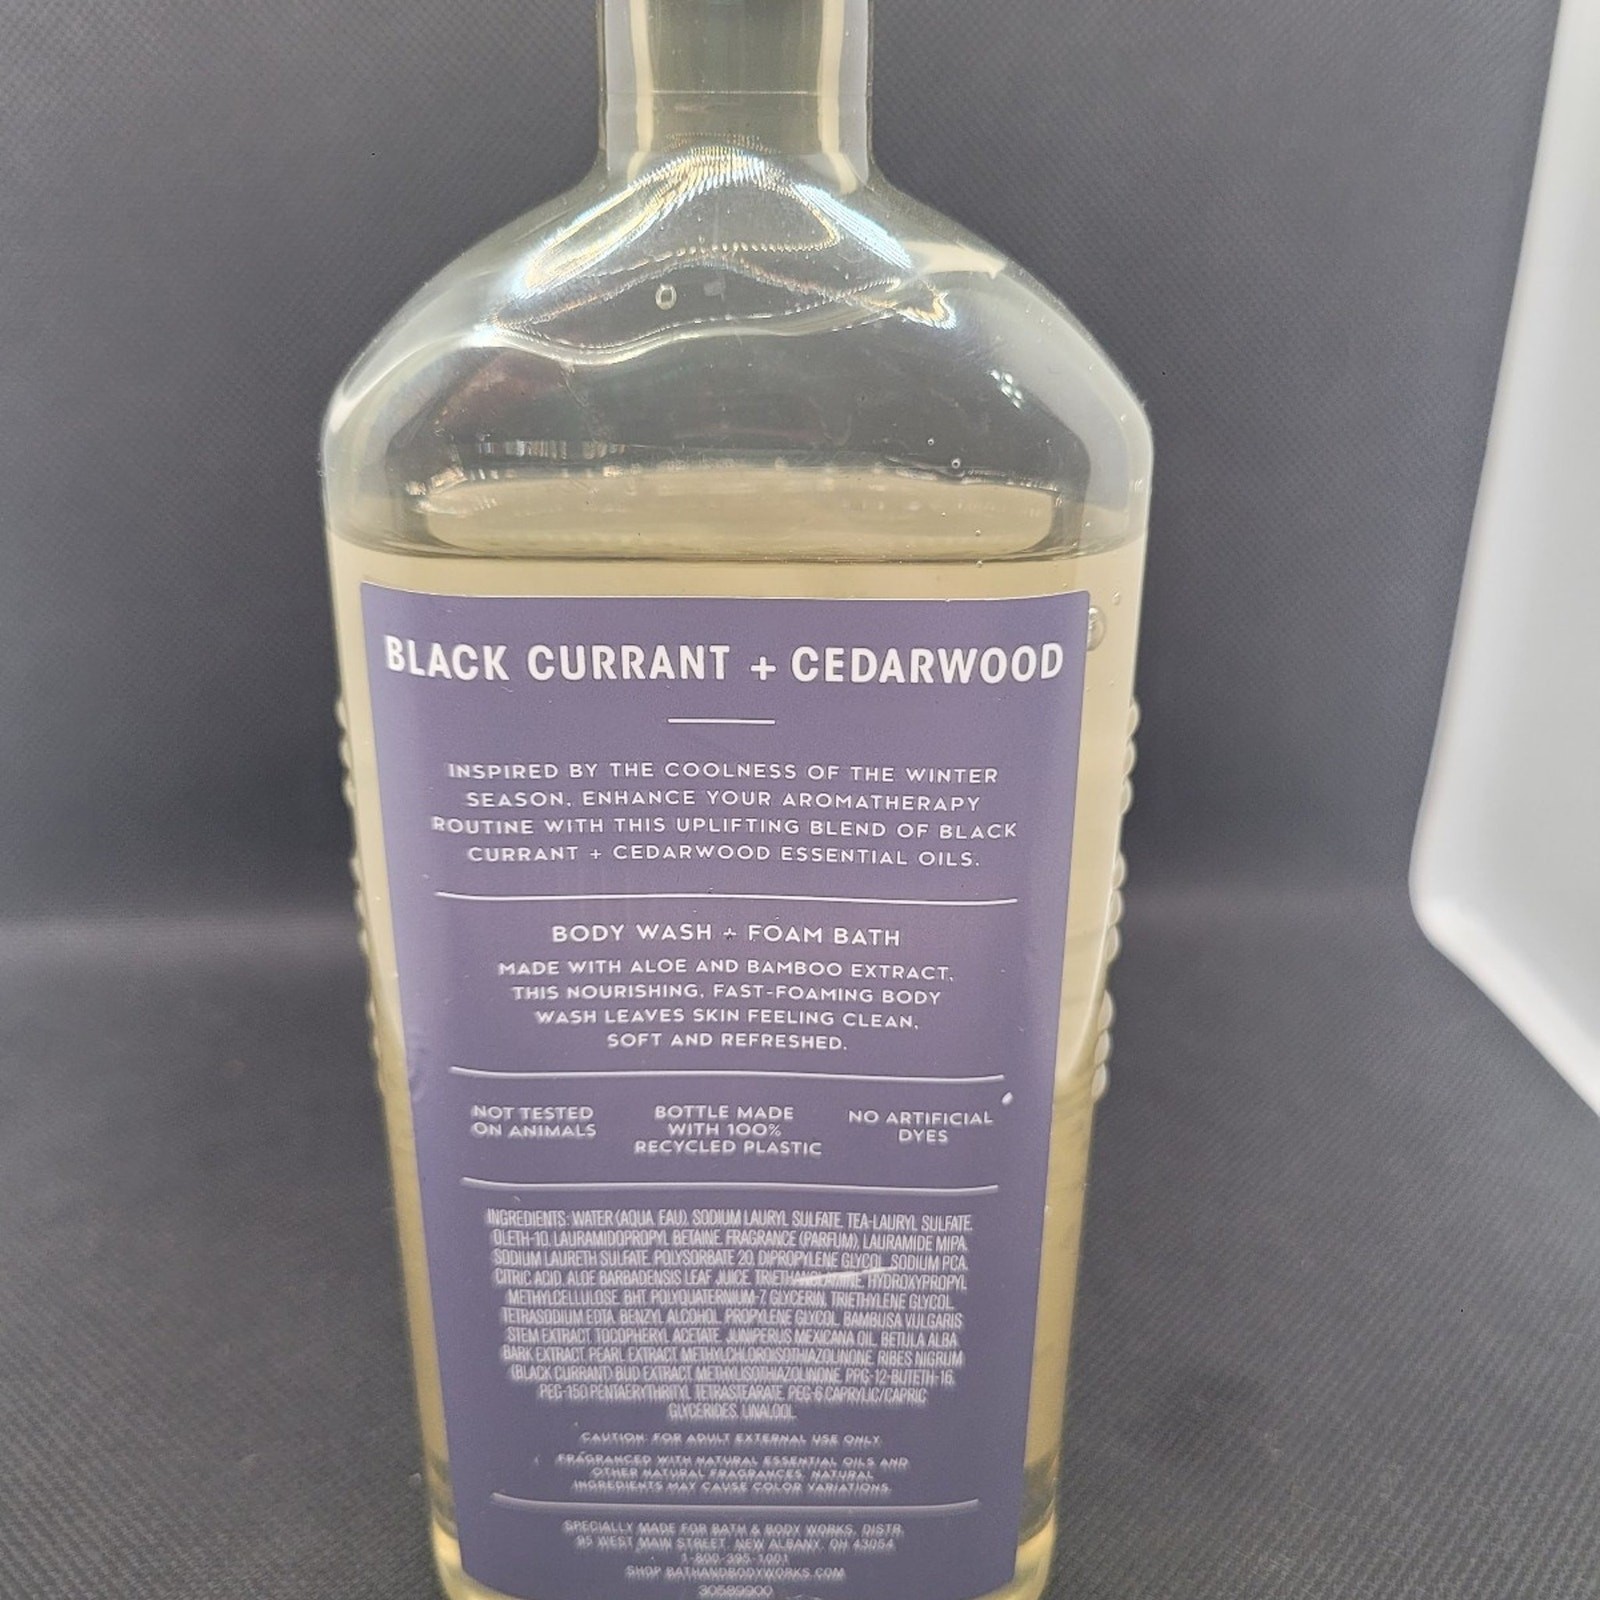 BLACK CURRANT + CEDARWOOD
INSPIRED BY THE COOLNESS OF THE WINTER
SEASON, ENHANCE YOUR AROMATHERAPY
ROUTINE WITH THIS UPLIFTING BLEND OF BLACK
CURRANT + CEDARWOOD ESSENTIAL OILS.
BODY WASH + FOAM BATH
MADE WITH ALOE AND BAMBOO EXTRACT,
THIS NOURISHING, FAST-FOAMING BODY
WASH LEAVES SKIN FEELING CLEAN,
SOFT AND REFRESHED.
NOT TESTED
ON ANIMALS
BOTTLE MADE
WITH 100%
RECYCLED PLASTIC
NO ARTIFICIAL
DYES
INGREDIENTS: WATER (AQUA, EAU), SODIUM LAURYL SULFATE, TEA-LAURYL SULFATE,
OLETH-10, LAURAMIDOPROPYL BETAINE, FRAGRANCE (PARFUM), LAURAMIDE MIPA,
SODIUM LAURETH SULFATE, POLYSORBATE 20, DIPROPYLENE GLYCOL, SODIUM PCA,
CITRIC ACID, ALOE BARBADENSIS LEAF JUICE, TRIETHANOLAMINE, HYDROXYPROPYL
METHYLCELLULOSE, BHT, POLYQUATERNIUM-7, GLYCERIN, TRIETHYLENE GLYCOL,
TETRASODIUM EDTA, BENZYL ALCOHOL, PROPYLENE GLYCOL, BAMBUSA VULGARIS
STEM EXTRACT, TOCOPHERYL ACETATE, JUNIPERUS MEXICANA OIL, BETULA ALBA
BARK EXTRACT, PEARL EXTRACT, METHYLCHLOROISOTHIAZOLINONE, RIBES NIGRUM
(BLACK CURRANT) BUD EXTRACT, METHYLISOTHIAZOLINONE, PPG-12-BUTETH-16,
PEG-150 PENTAERYTHRITYL TETRASTEARATE, PEG-6 CAPRYLIC/CAPRIC
GLYCERIDES, LINALOOL.
CAUTION: FOR ADULT EXTERNAL USE ONLY.
FRAGRANCED WITH NATURAL ESSENTIAL OILS AND
OTHER NATURAL FRAGRANCES. NATURAL
INGREDIENTS MAY CAUSE COLOR VARIATIONS.
SPECIALLY MADE FOR BATH & BODY WORKS, DISTR.
95 WEST MAIN STREET, NEW ALBANY, OH 43054
1-800-395-1001
SHOP BATHANDBODYWORKS.COM
30589900